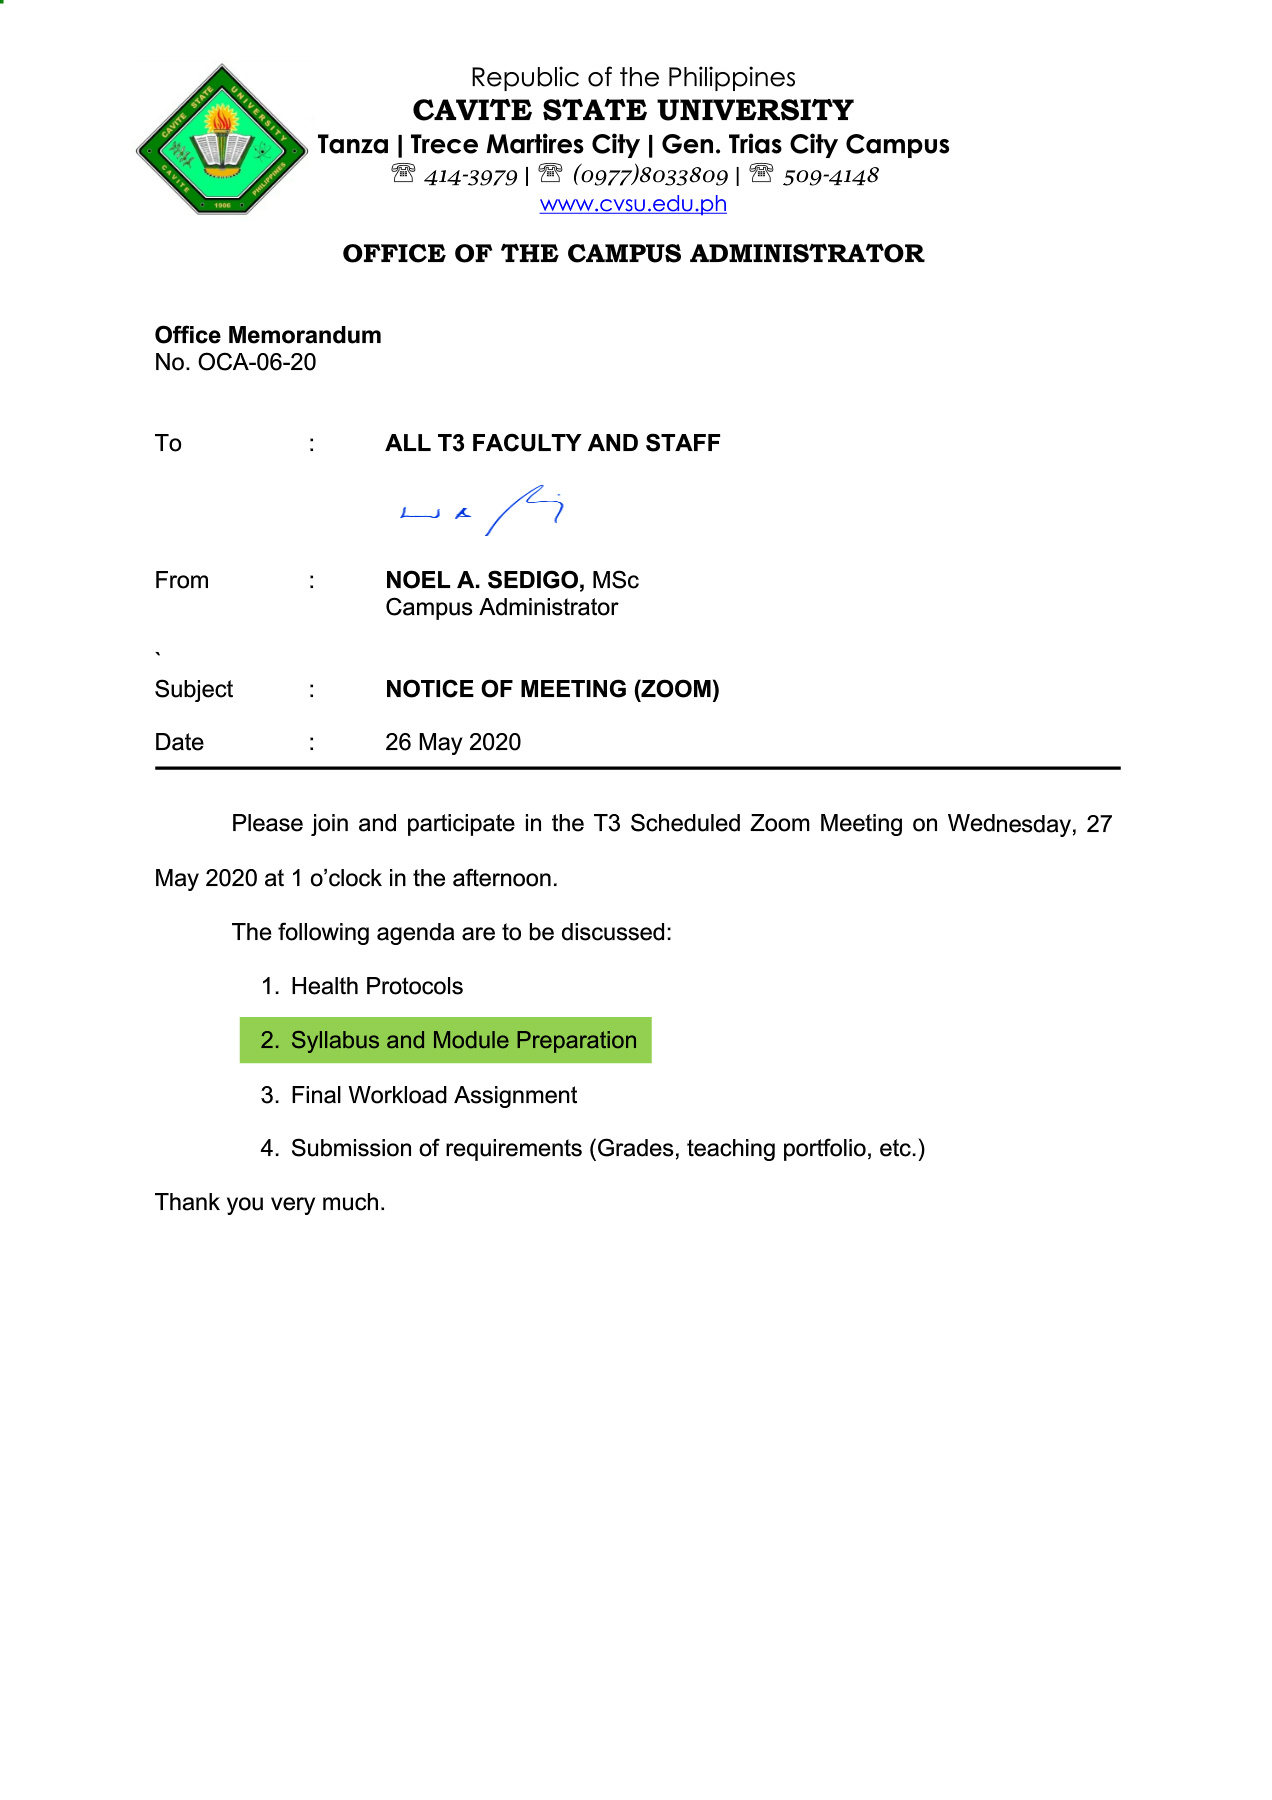 Republic of the Philippines
CAVITE STATE UNIVERSITY
Tanza | Trece Martires City | Gen. Trias City Campus
☏ 414-3979 | ☏ (0977)8033809 | ☏ 509-4148
www.cvsu.edu.ph
CAVITE STATE UNIVERSITY
CAVITE PHILIPPINES
1906
OFFICE OF THE CAMPUS ADMINISTRATOR
Office Memorandum
No. OCA-06-20
To : ALL T3 FACULTY AND STAFF
From : NOEL A. SEDIGO, MSc
Campus Administrator
`
Subject : NOTICE OF MEETING (ZOOM)
Date : 26 May 2020
Please join and participate in the T3 Scheduled Zoom Meeting on Wednesday, 27
May 2020 at 1 o’clock in the afternoon.
The following agenda are to be discussed:
1. Health Protocols
2. Syllabus and Module Preparation
3. Final Workload Assignment
4. Submission of requirements (Grades, teaching portfolio, etc.)
Thank you very much.